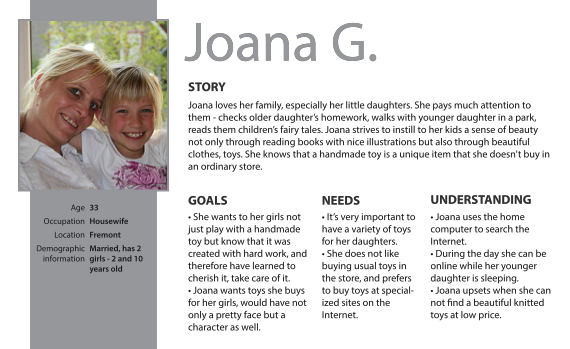 Joana G.
STORY
Joana loves her family, especially her little daughters. She pays much attention to
them - checks older daughter's homework, walks with younger daughter in a park,
reads them children's fairy tales. Joana strives to instill to her kids a sense of beauty
not only through reading books with nice illustrations but also through beautiful
clothes, toys. She knows that a handmade toy is a unique item that she doesn't buy in
an ordinary store.
Age 33
Occupation Housewife
Location Fremont
Demographic Married, has 2
information girls - 2 and 10
years old
GOALS
• She wants to her girls not
just play with a handmade
toy but know that it was
created with hard work, and
therefore have learned to
cherish it, take care of it.
• Joana wants toys she buys
for her girls, would have not
only a pretty face but a
character as well.
NEEDS
• It's very important to
have a variety of toys
for her daughters.
• She does not like
buying usual toys in
the store, and prefers
to buy toys at special-
ized sites on the
Internet.
UNDERSTANDING
• Joana uses the home
computer to search the
Internet.
• During the day she can be
online while her younger
daughter is sleeping.
• Joana upsets when she can
not find a beautiful knitted
toys at low price.